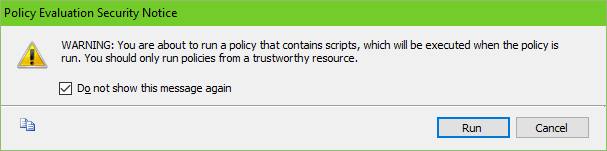 Policy Evaluation Security Notice
WARNING: You are about to run a policy that contains scripts, which will be executed when the policy is
run. You should only run policies from a trustworthy resource.
Do not show this message again
Run
Cancel